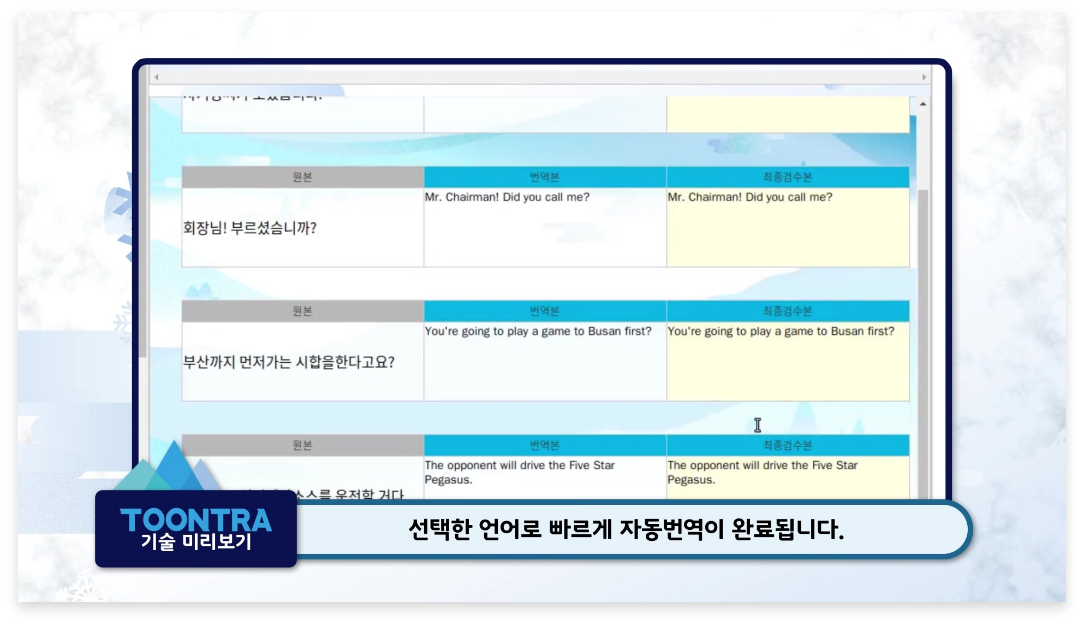 원본
번역본
최종검수본
회장님! 부르셨습니까?
Mr. Chairman! Did you call me?
Mr. Chairman! Did you call me?
원본
번역본
최종검수본
부산까지 먼저가는 시합을한다고요?
You're going to play a game to Busan first?
You're going to play a game to Busan first?
원본
번역본
최종검수본
운전할 거다
The opponent will drive the Five Star
Pegasus.
The opponent will drive the Five Star
Pegasus.
TOONTRA
기술 미리보기
선택한 언어로 빠르게 자동번역이 완료됩니다.